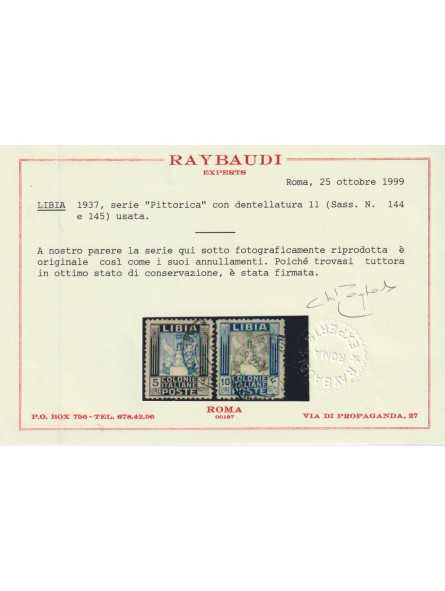 RAYBAUDI
EXPERTS
Roma, 25 ottobre 1999
LIBIA 1937, serie "Pittorica" con dentellatura 11 (Sass. N. 144
e 145) usata.
A nostro parere la serie qui sotto fotograficamente riprodotta è
originale così come i suoi annullamenti. Poiché trovasi tuttora
in ottimo stato di conservazione, è stata firmata.
LIBIA
5
COLONIE
ITALIANE
POSTE
LIBIA
10
COLONIE
ITALIANE
POSTE
ROMA
00187
P.O. BOX 756 - TEL. 678.42.06
VIA DI PROPAGANDA, 27